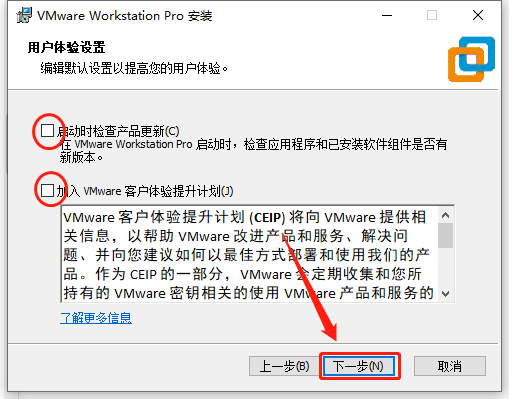 VMware Workstation Pro 安装
用户体验设置
编辑默认设置以提高您的用户体验。
启动时检查产品更新(C)
在 VMware Workstation Pro 启动时，检查应用程序和已安装软件组件是否有
新版本。
加入 VMware 客户体验提升计划(J)
VMware 客户体验提升计划 (CEIP) 将向 VMware 提供相
关信息，以帮助 VMware 改进产品和服务、解决问
题、并向您建议如何以最佳方式部署和使用我们的产
品。作为 CEIP 的一部分，VMware 会定期收集和您所
持有的 VMware 密钥相关的使用 VMware 产品和服务的
了解更多信息
上一步(B) 下一步(N) 取消